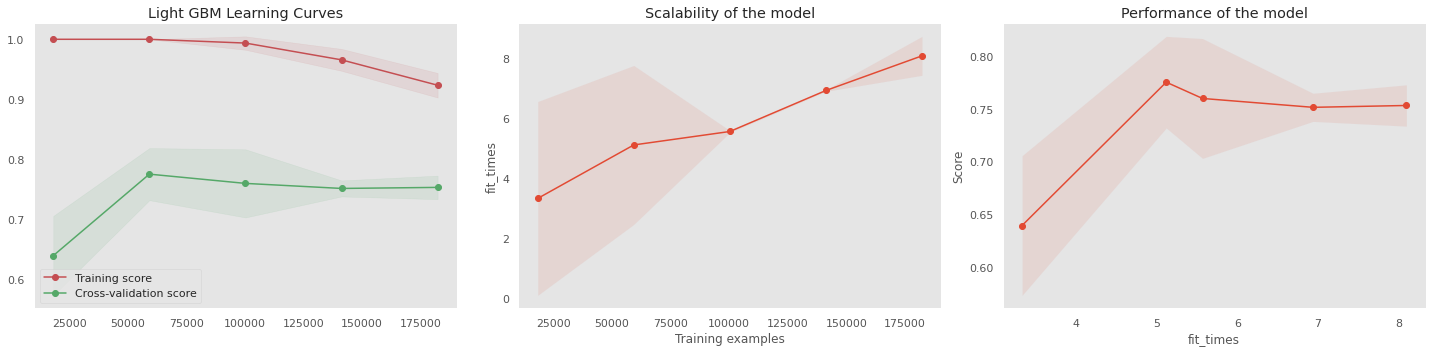 Light GBM Learning Curves
1.0
0.9
0.8
0.7
0.6
Training score
Cross-validation score
25000 50000 75000 100000 125000 150000 175000
Scalability of the model
fit_times
8
6
4
2
0
25000 50000 75000 100000 125000 150000 175000
Training examples
Performance of the model
Score
0.80
0.75
0.70
0.65
0.60
4 5 6 7 8
fit_times